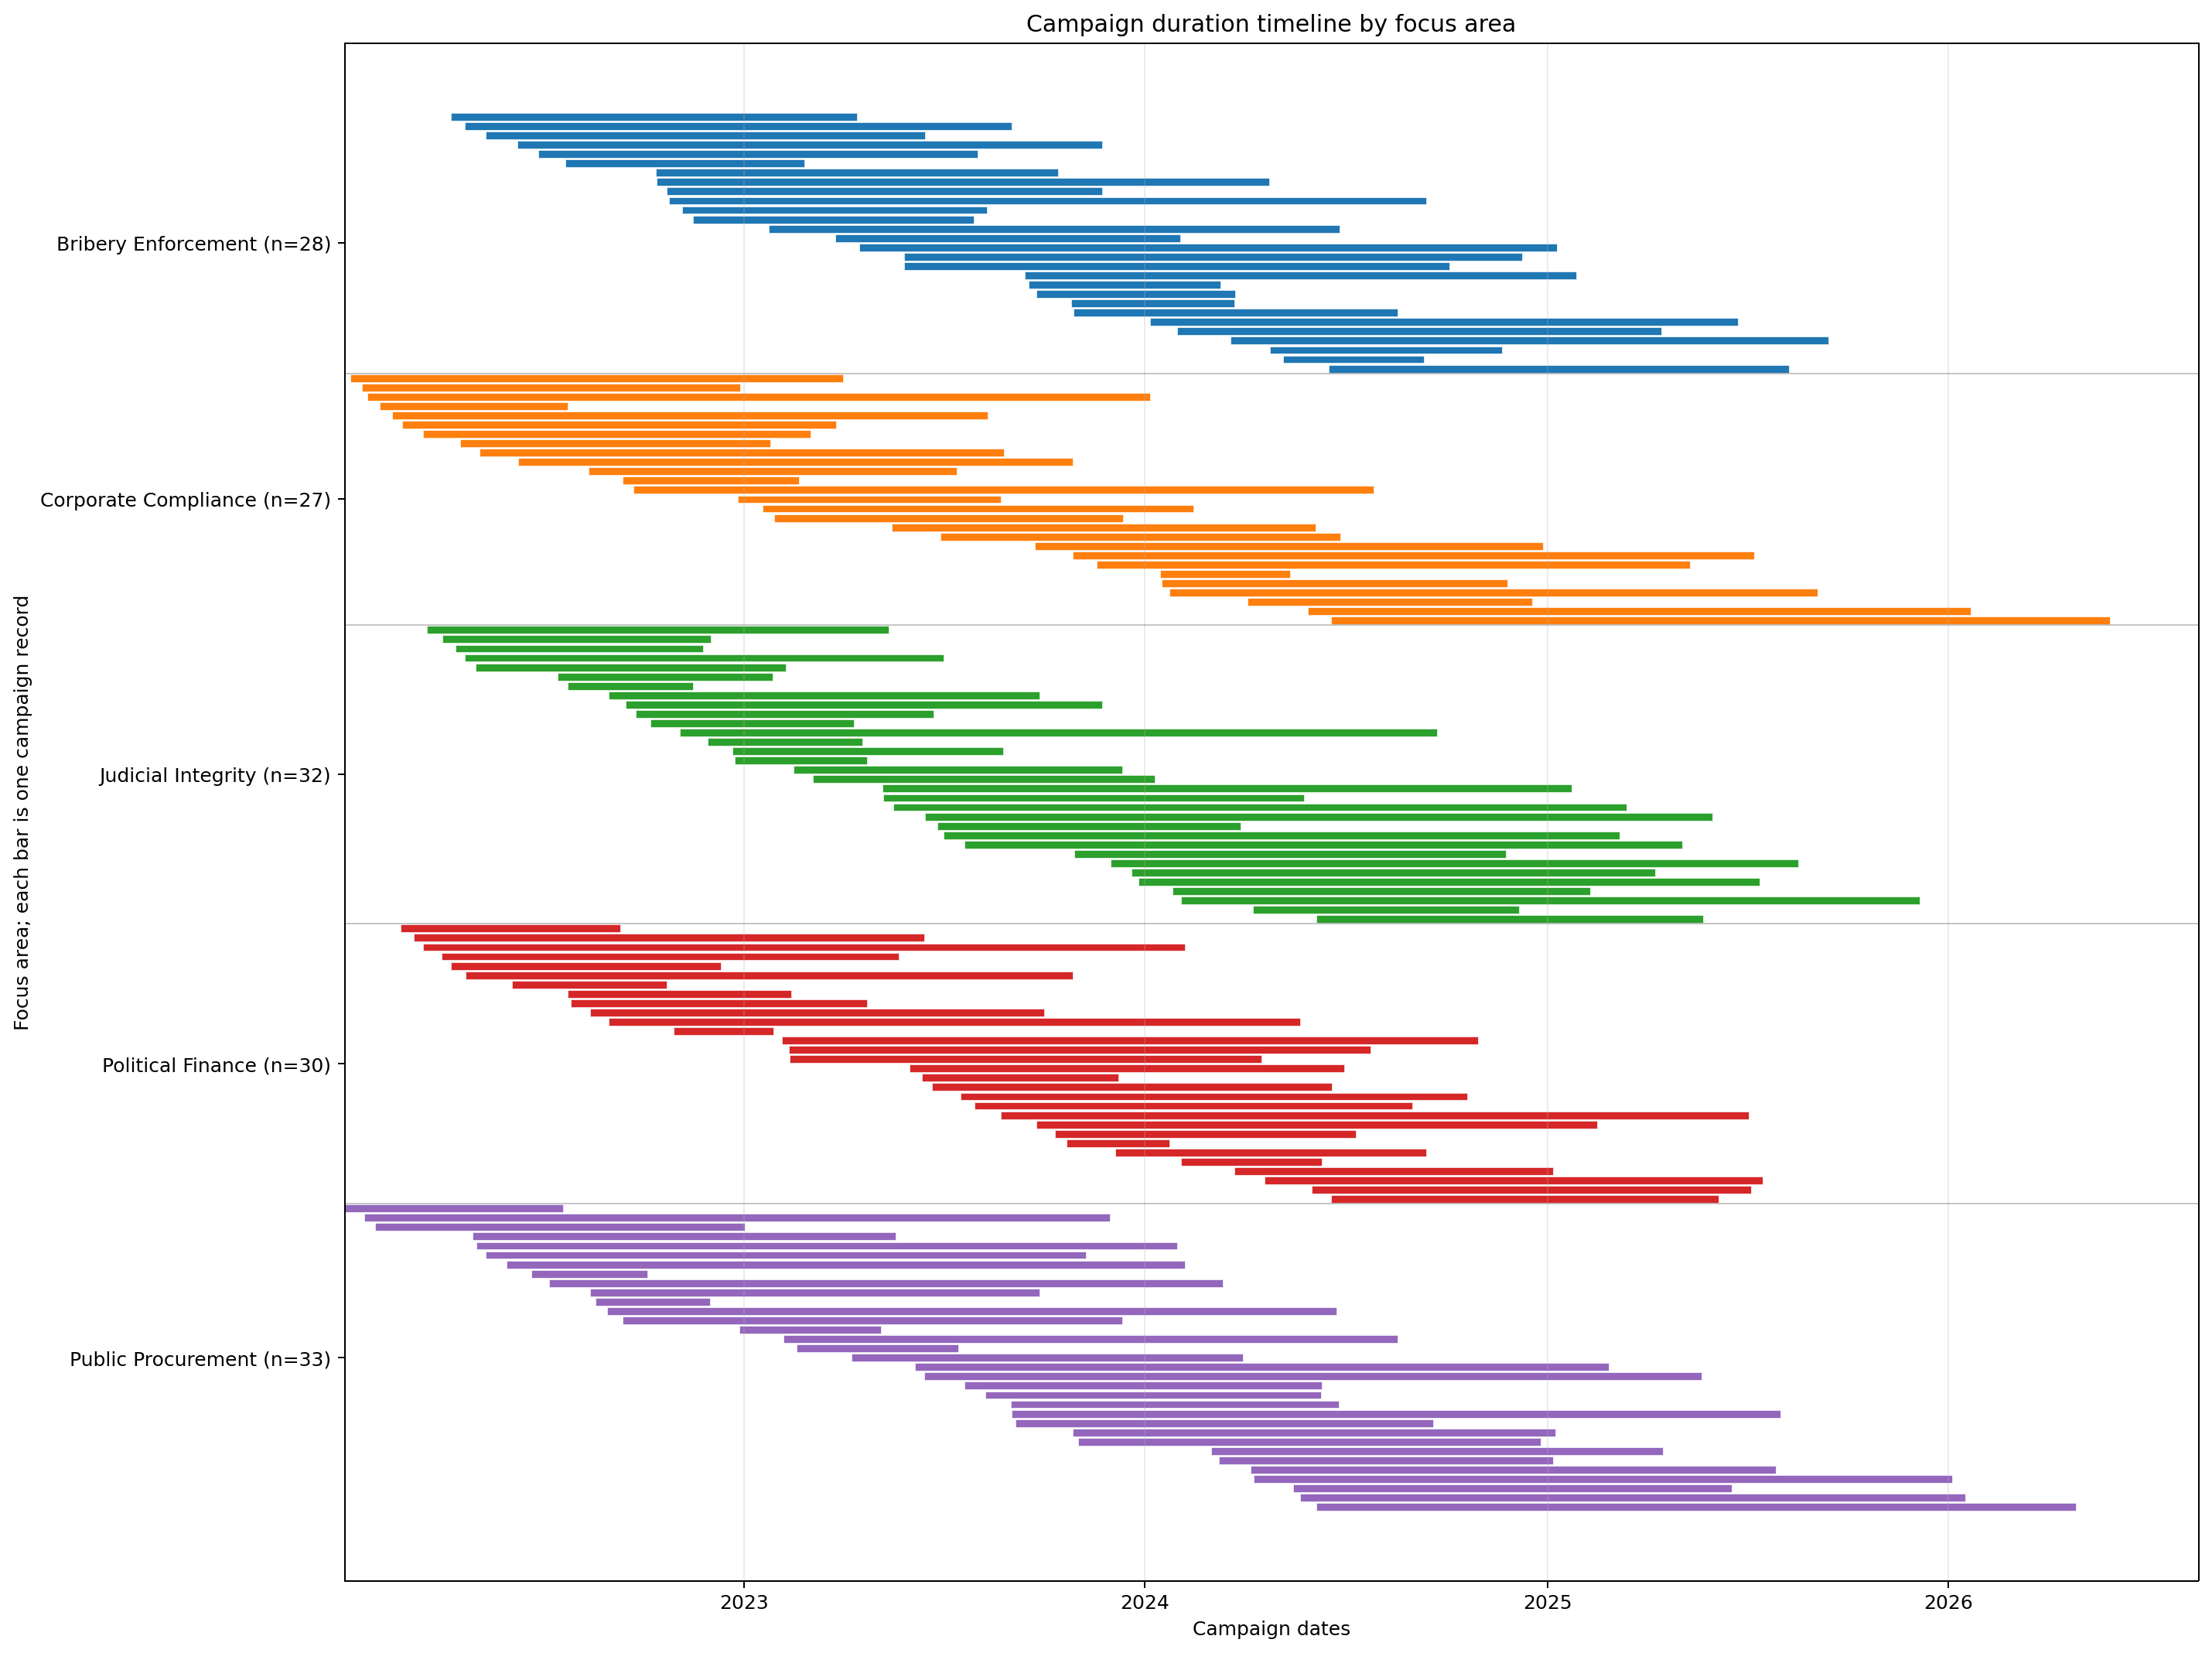 Campaign duration timeline by focus area
Focus area; each bar is one campaign record
Bribery Enforcement (n=28)
Corporate Compliance (n=27)
Judicial Integrity (n=32)
Political Finance (n=30)
Public Procurement (n=33)
2023
2024
2025
2026
Campaign dates